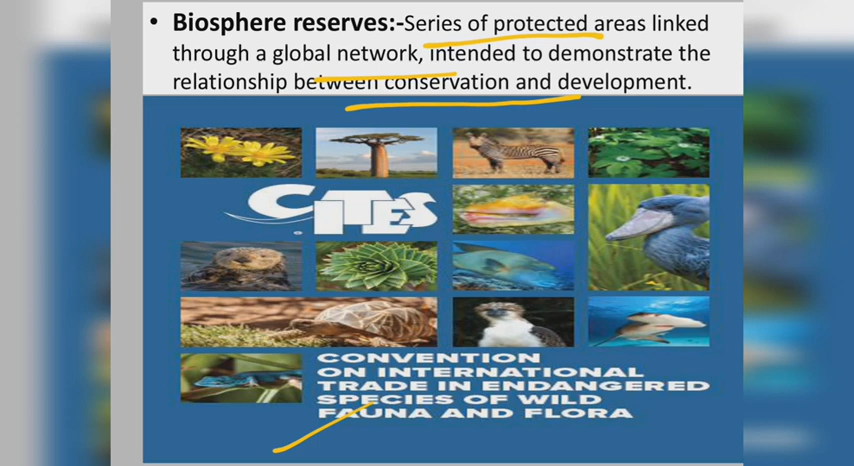 • Biosphere reserves:-Series of protected areas linked
through a global network, intended to demonstrate the
relationship between conservation and development.
CITES
CONVENTION
ON INTERNATIONAL
TRADE IN ENDANGERED
SPECIES OF WILD
FAUNA AND FLORA